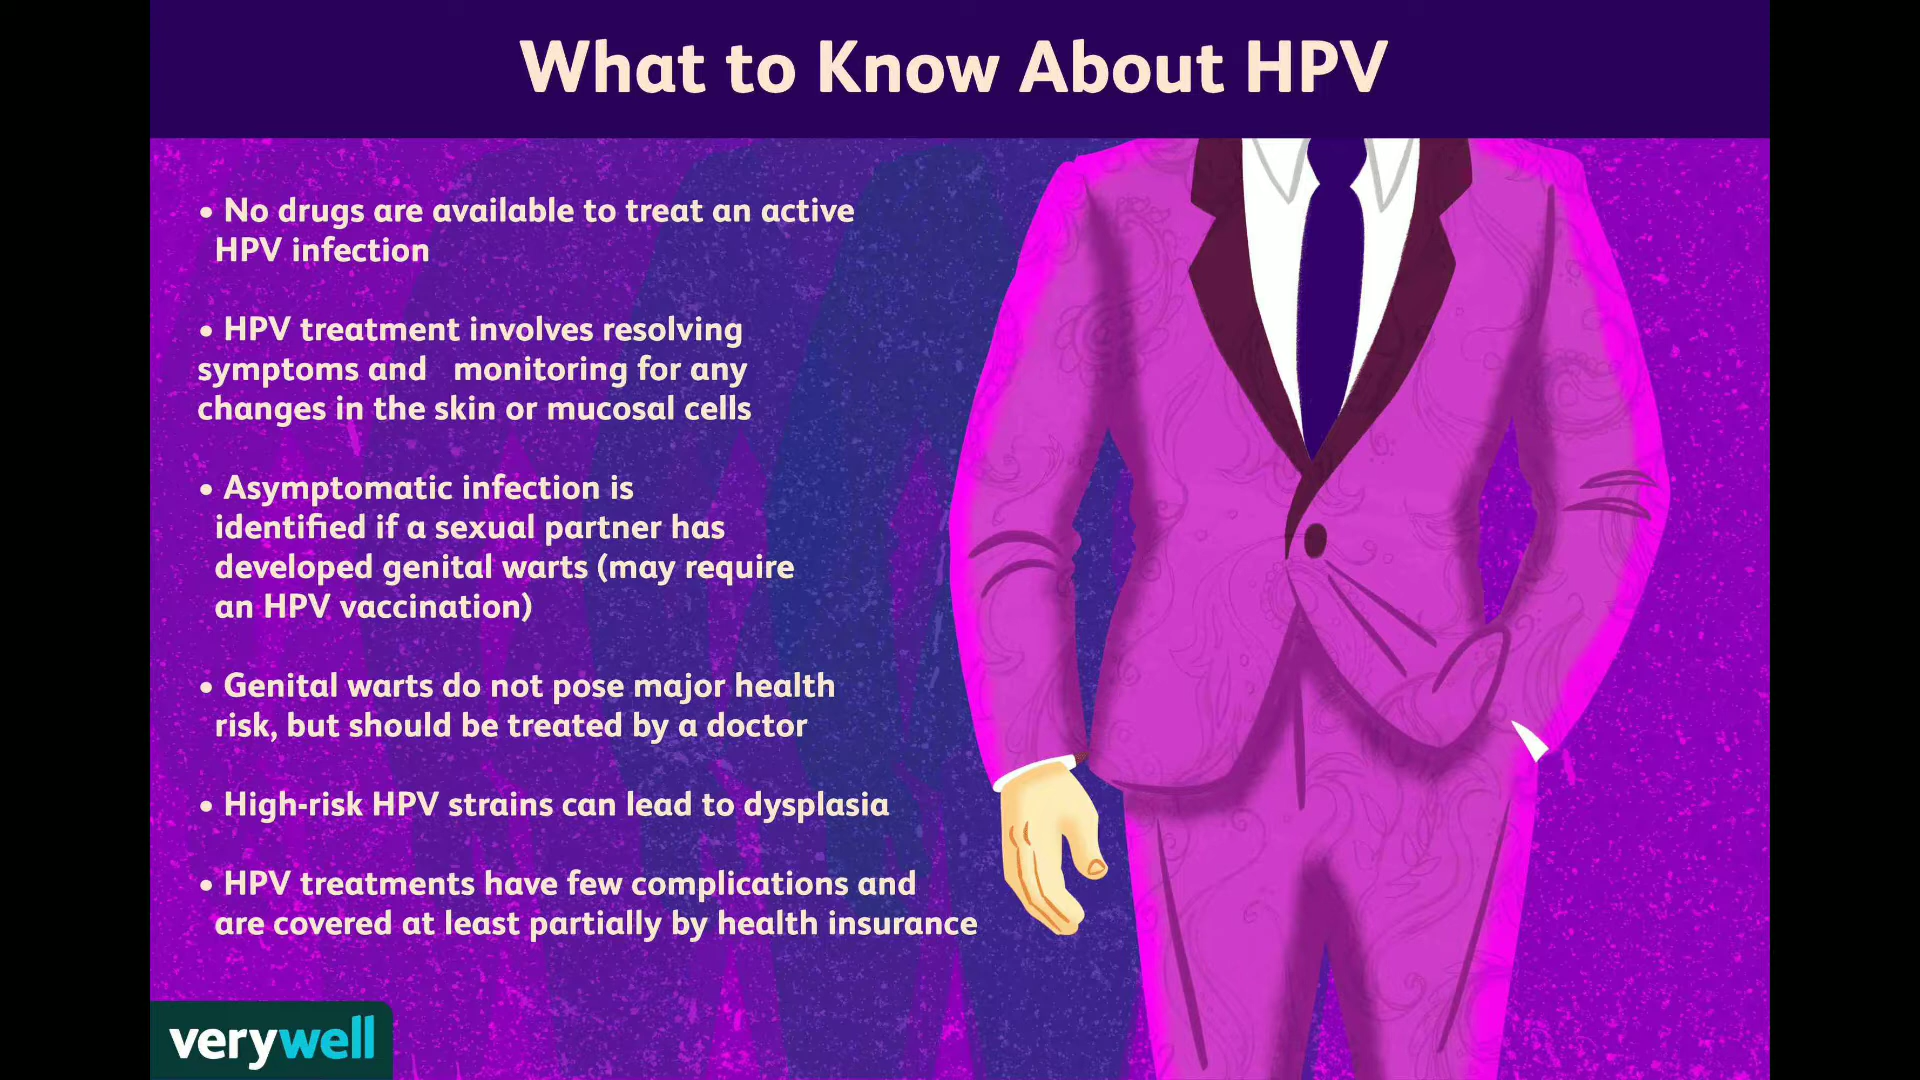 What to Know About HPV
• No drugs are available to treat an active
HPV infection
• HPV treatment involves resolving
symptoms and   monitoring for any
changes in the skin or mucosal cells
• Asymptomatic infection is
identified if a sexual partner has
developed genital warts (may require
an HPV vaccination)
• Genital warts do not pose major health
risk, but should be treated by a doctor
• High-risk HPV strains can lead to dysplasia
• HPV treatments have few complications and
are covered at least partially by health insurance
verywell